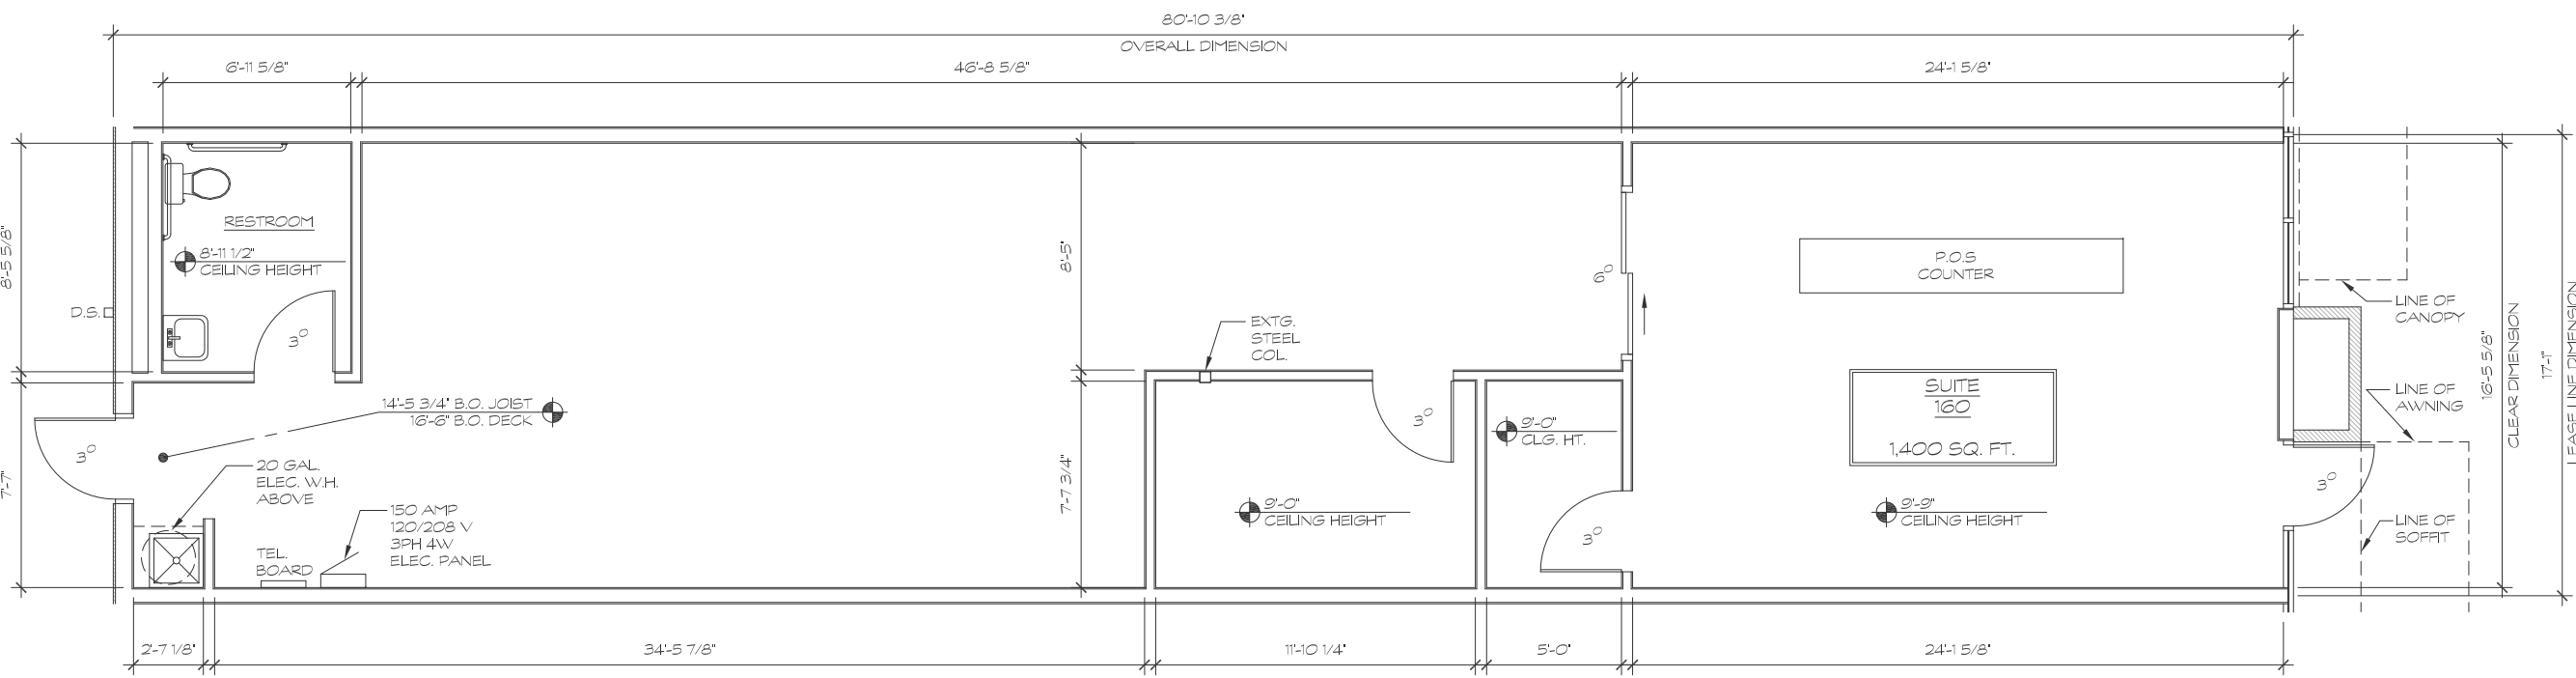 80'-10 3/8"
OVERALL DIMENSION
6'-11 5/8"
46'-8 5/8"
24'-1 5/8"
RESTROOM
8'-11 1/2"
CEILING HEIGHT
8'-5 5/8"
D.S.
3⁰
8'-5"
6⁰
P.O.S
COUNTER
EXTG.
STEEL
COL.
LINE OF
CANOPY
16'-5 5/8"
CLEAR DIMENSION
17'-1"
LEASE LINE DIMENSION
14'-5 3/4" B.O. JOIST
16'-6" B.O. DECK
3⁰
7'-7"
20 GAL.
ELEC. W.H.
ABOVE
150 AMP
120/208 V
3PH 4W
ELEC. PANEL
TEL.
BOARD
7'-7 3/4"
3⁰
9'-0"
CLG. HT.
9'-0"
CEILING HEIGHT
3⁰
SUITE
160
1,400 SQ. FT.
9'-9"
CEILING HEIGHT
LINE OF
AWNING
3⁰
LINE OF
SOFFIT
2'-7 1/8"
34'-5 7/8"
11'-10 1/4"
5'-0"
24'-1 5/8"